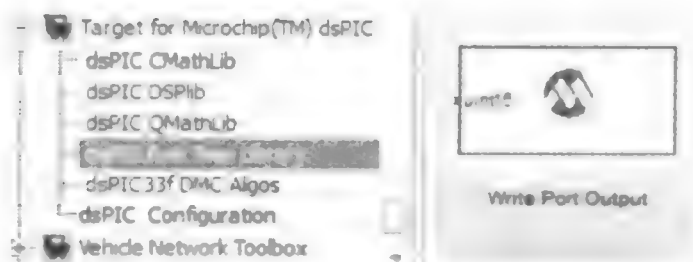 Target for Microchip(TM) dsPIC
dsPIC CMathLib
dsPIC DSPlib
dsPIC QMathLib
dsPIC33f DMC Algos
dsPIC Configuration
Vehicle Network Toolbox
Write Port Output